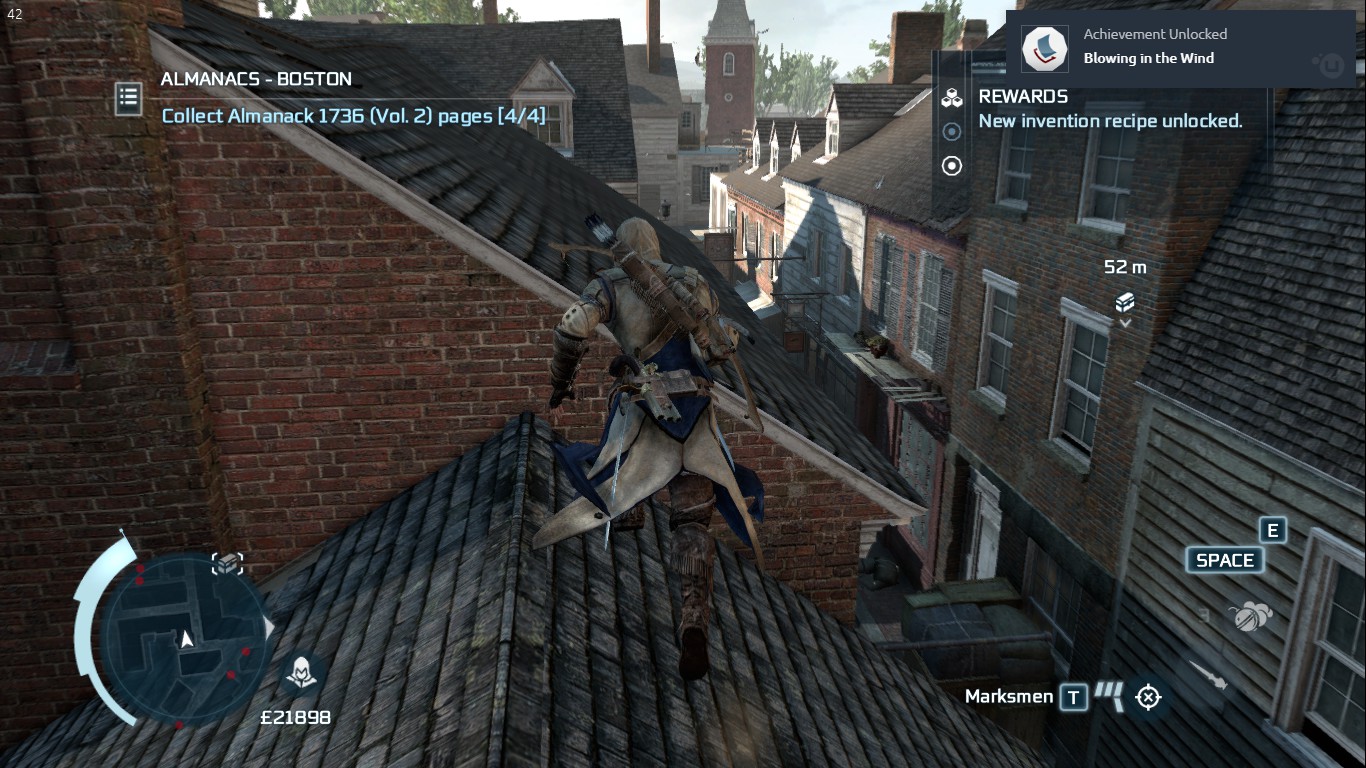 42
Achievement Unlocked
Blowing in the Wind
ALMANACS - BOSTON
Collect Almanack 1736 (Vol. 2) pages [4/4]
REWARDS
New invention recipe unlocked.
52 m
E
SPACE
3
Marksmen T
£21898